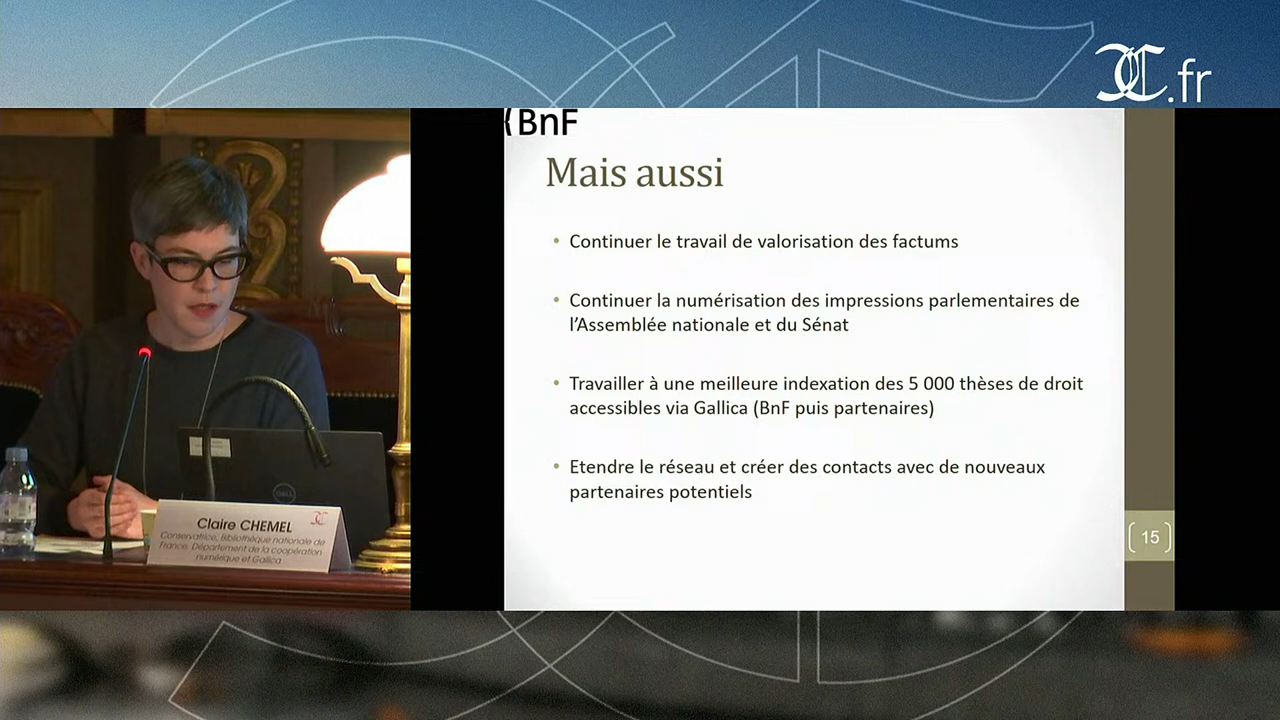 CC.fr
BnF
Mais aussi
• Continuer le travail de valorisation des factums
• Continuer la numérisation des impressions parlementaires de
l’Assemblée nationale et du Sénat
• Travailler à une meilleure indexation des 5 000 thèses de droit
accessibles via Gallica (BnF puis partenaires)
• Etendre le réseau et créer des contacts avec de nouveaux
partenaires potentiels
15
DELL
CC
Claire CHEMEL
Conservatrice, Bibliothèque nationale de
France. Département de la coopération
numérique et Gallica